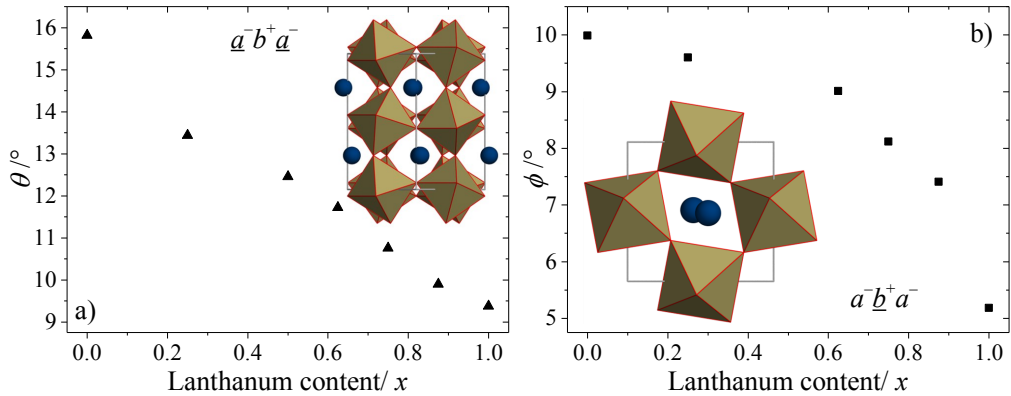 16
15
14
13
12
11
10
9
θ /°
a⁻b⁺a⁻
a)
0.0 0.2 0.4 0.6 0.8 1.0
Lanthanum content/ x
10
9
8
7
6
5
ϕ /°
b)
a⁻b⁺a⁻
0.0 0.2 0.4 0.6 0.8 1.0
Lanthanum content/ x